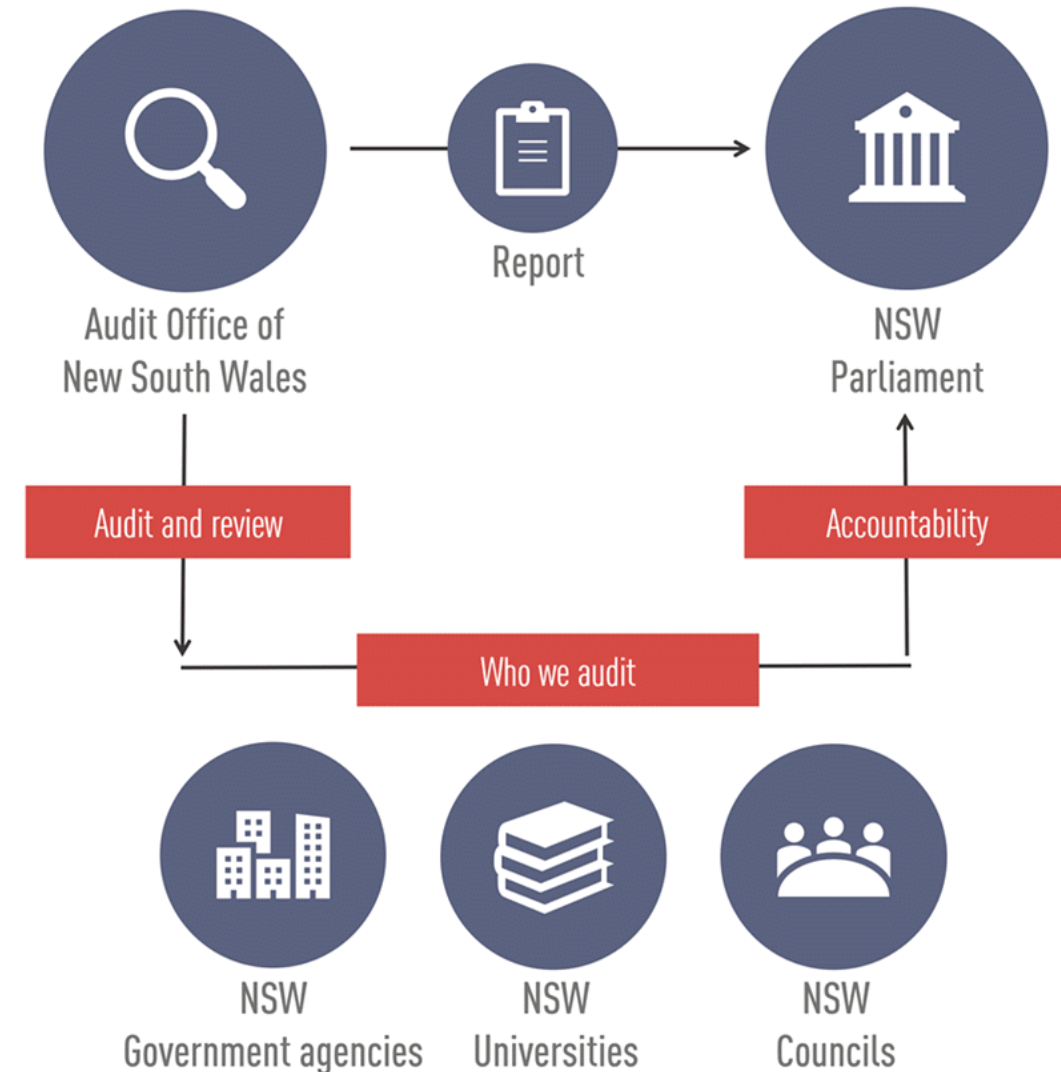 Report
Audit Office of
New South Wales
NSW
Parliament
Audit and review
Accountability
Who we audit
NSW
Government agencies
NSW
Universities
NSW
Councils